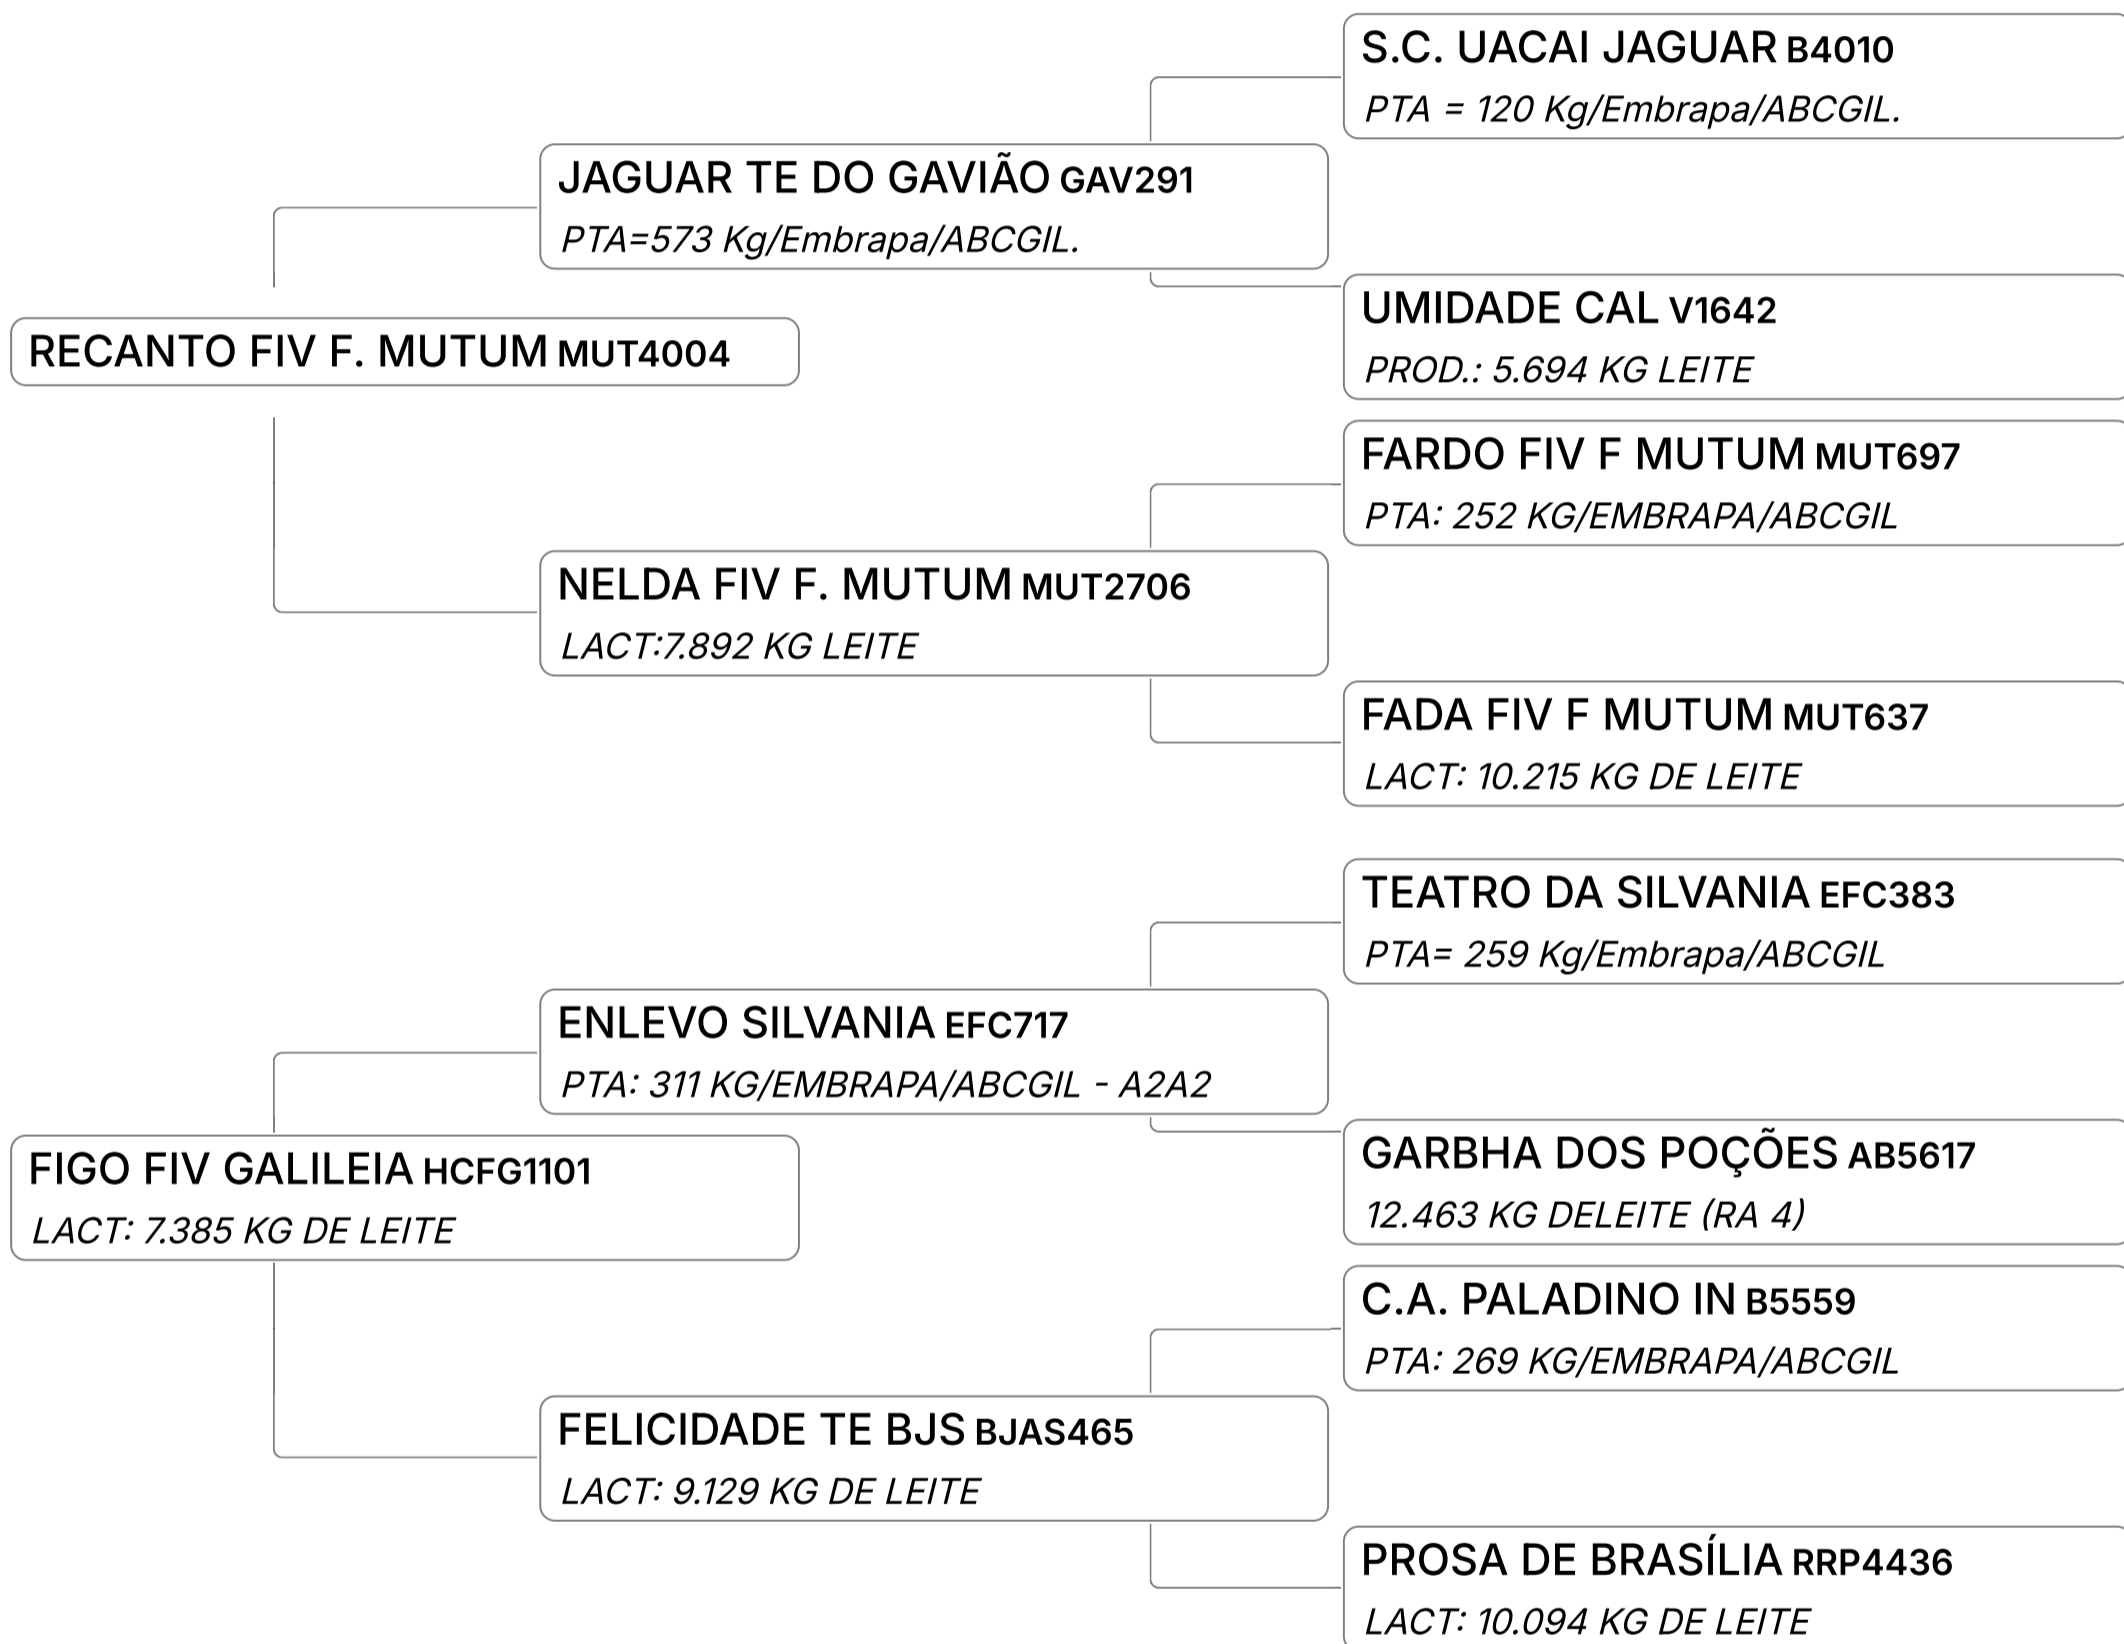 S.C. UACAI JAGUAR B4010
PTA = 120 Kg/Embrapa/ABCGIL.
JAGUAR TE DO GAVIÃO GAV291
PTA=573 Kg/Embrapa/ABCGIL.
UMIDADE CAL V1642
PROD.: 5.694 KG LEITE
RECANTO FIV F. MUTUM MUT4004
FARDO FIV F MUTUM MUT697
PTA: 252 KG/EMBRAPA/ABCGIL
NELDA FIV F. MUTUM MUT2706
LACT:7.892 KG LEITE
FADA FIV F MUTUM MUT637
LACT: 10.215 KG DE LEITE
TEATRO DA SILVANIA EFC383
PTA= 259 Kg/Embrapa/ABCGIL
ENLEVO SILVANIA EFC717
PTA: 311 KG/EMBRAPA/ABCGIL - A2A2
GARBHA DOS POÇÕES AB5617
12.463 KG DELEITE (RA 4)
FIGO FIV GALILEIA HCFG1101
LACT: 7.385 KG DE LEITE
C.A. PALADINO IN B5559
PTA: 269 KG/EMBRAPA/ABCGIL
FELICIDADE TE BJS BJAS465
LACT: 9.129 KG DE LEITE
PROSA DE BRASÍLIA RRP4436
LACT: 10.094 KG DE LEITE